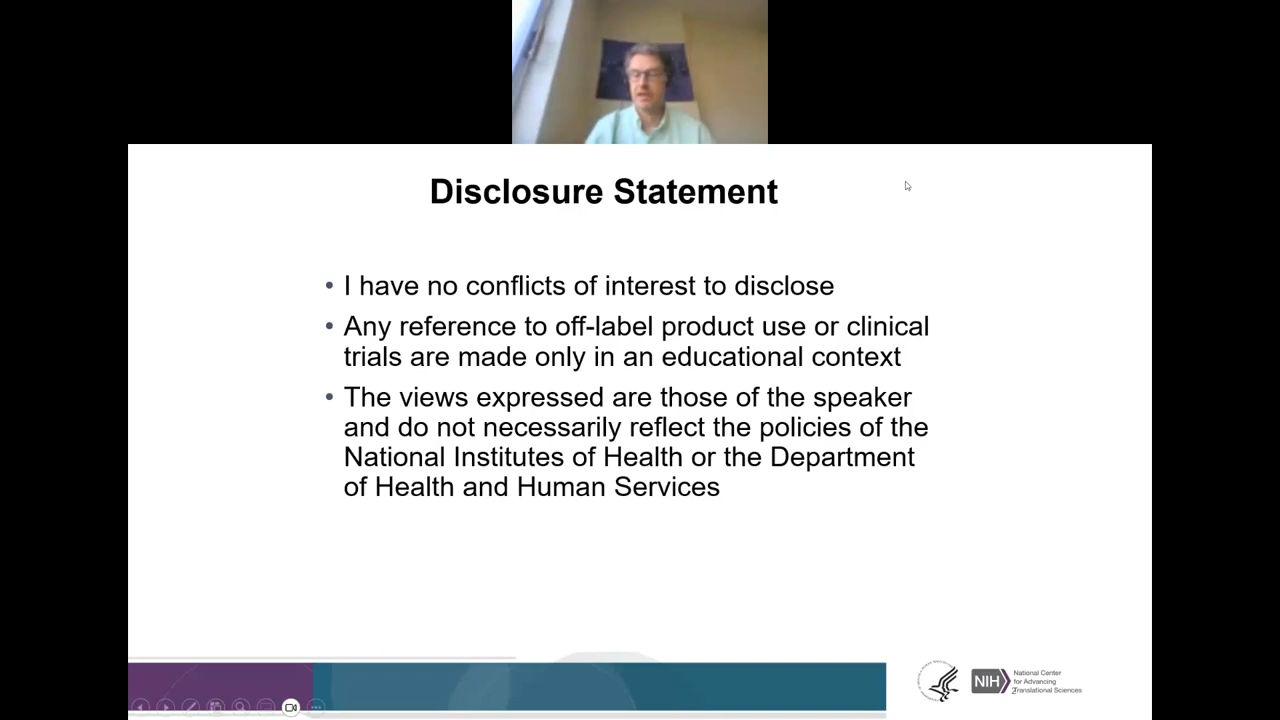 Disclosure Statement
• I have no conflicts of interest to disclose
• Any reference to off-label product use or clinical
trials are made only in an educational context
• The views expressed are those of the speaker
and do not necessarily reflect the policies of the
National Institutes of Health or the Department
of Health and Human Services
NIH
National Center
for Advancing
Translational Sciences
2